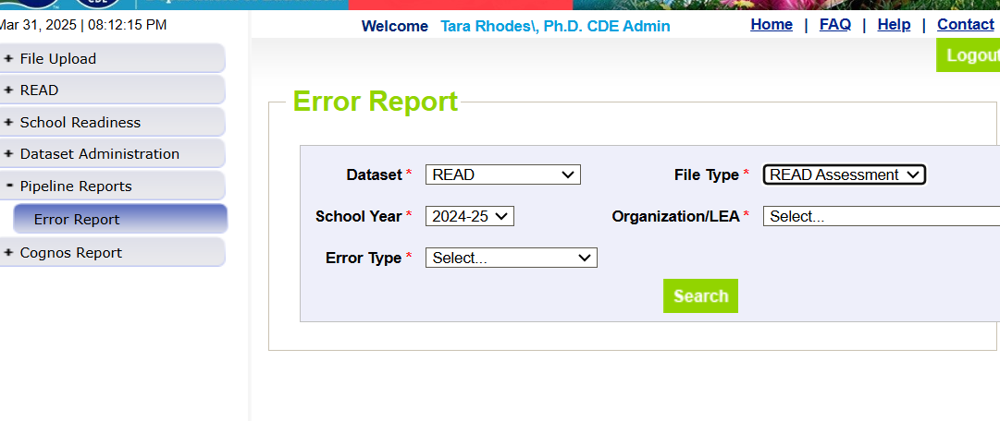 Mar 31, 2025 | 08:12:15 PM
Welcome Tara Rhodes\, Ph.D. CDE Admin
Home | FAQ | Help | Contact
Logout
+ File Upload
+ READ
+ School Readiness
+ Dataset Administration
- Pipeline Reports
Error Report
+ Cognos Report
Error Report
Dataset * READ File Type * READ Assessment
School Year * 2024-25 Organization/LEA * Select...
Error Type * Select...
Search